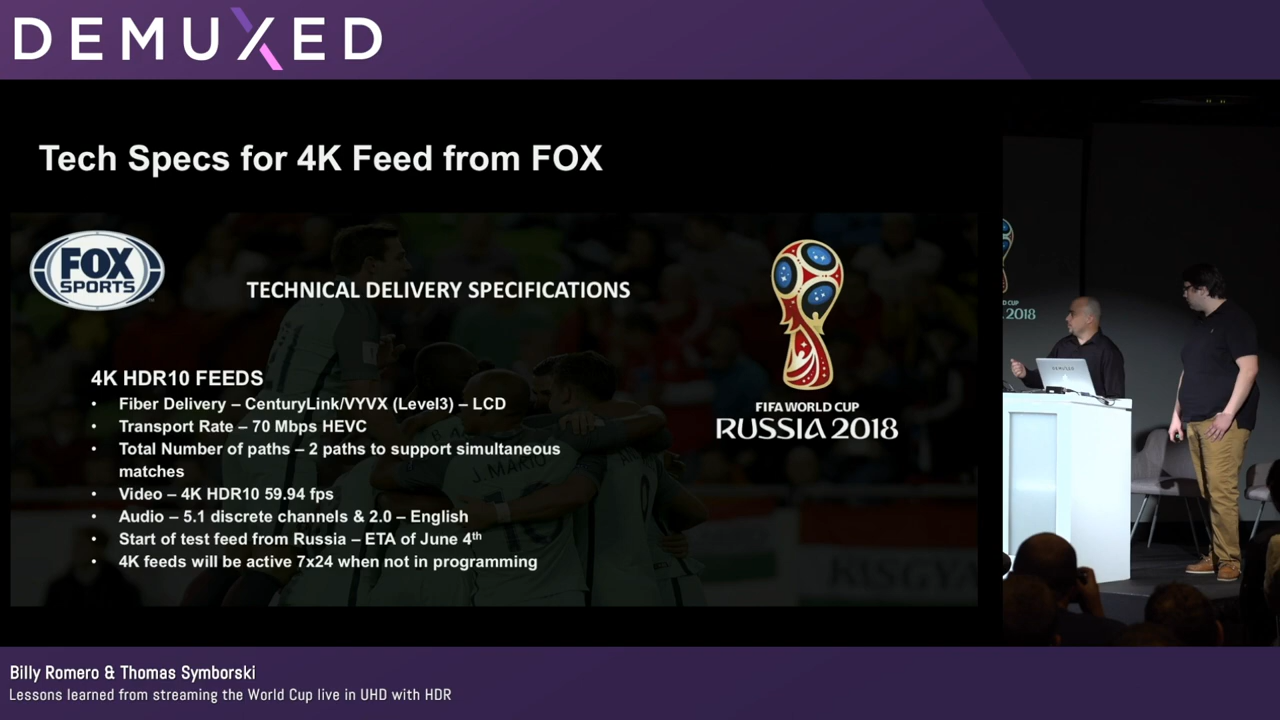 DEMUXED
Tech Specs for 4K Feed from FOX
FOX
SPORTS
TECHNICAL DELIVERY SPECIFICATIONS
4K HDR10 FEEDS
• Fiber Delivery – CenturyLink/VYVX (Level3) – LCD
• Transport Rate – 70 Mbps HEVC
• Total Number of paths – 2 paths to support simultaneous
matches
• Video – 4K HDR10 59.94 fps
• Audio – 5.1 discrete channels & 2.0 – English
• Start of test feed from Russia – ETA of June 4th
• 4K feeds will be active 7x24 when not in programming
FIFA WORLD CUP
RUSSIA 2018
J. MARIO
D CUP
2018
DEMUXED
Billy Romero & Thomas Symborski
Lessons learned from streaming the World Cup live in UHD with HDR